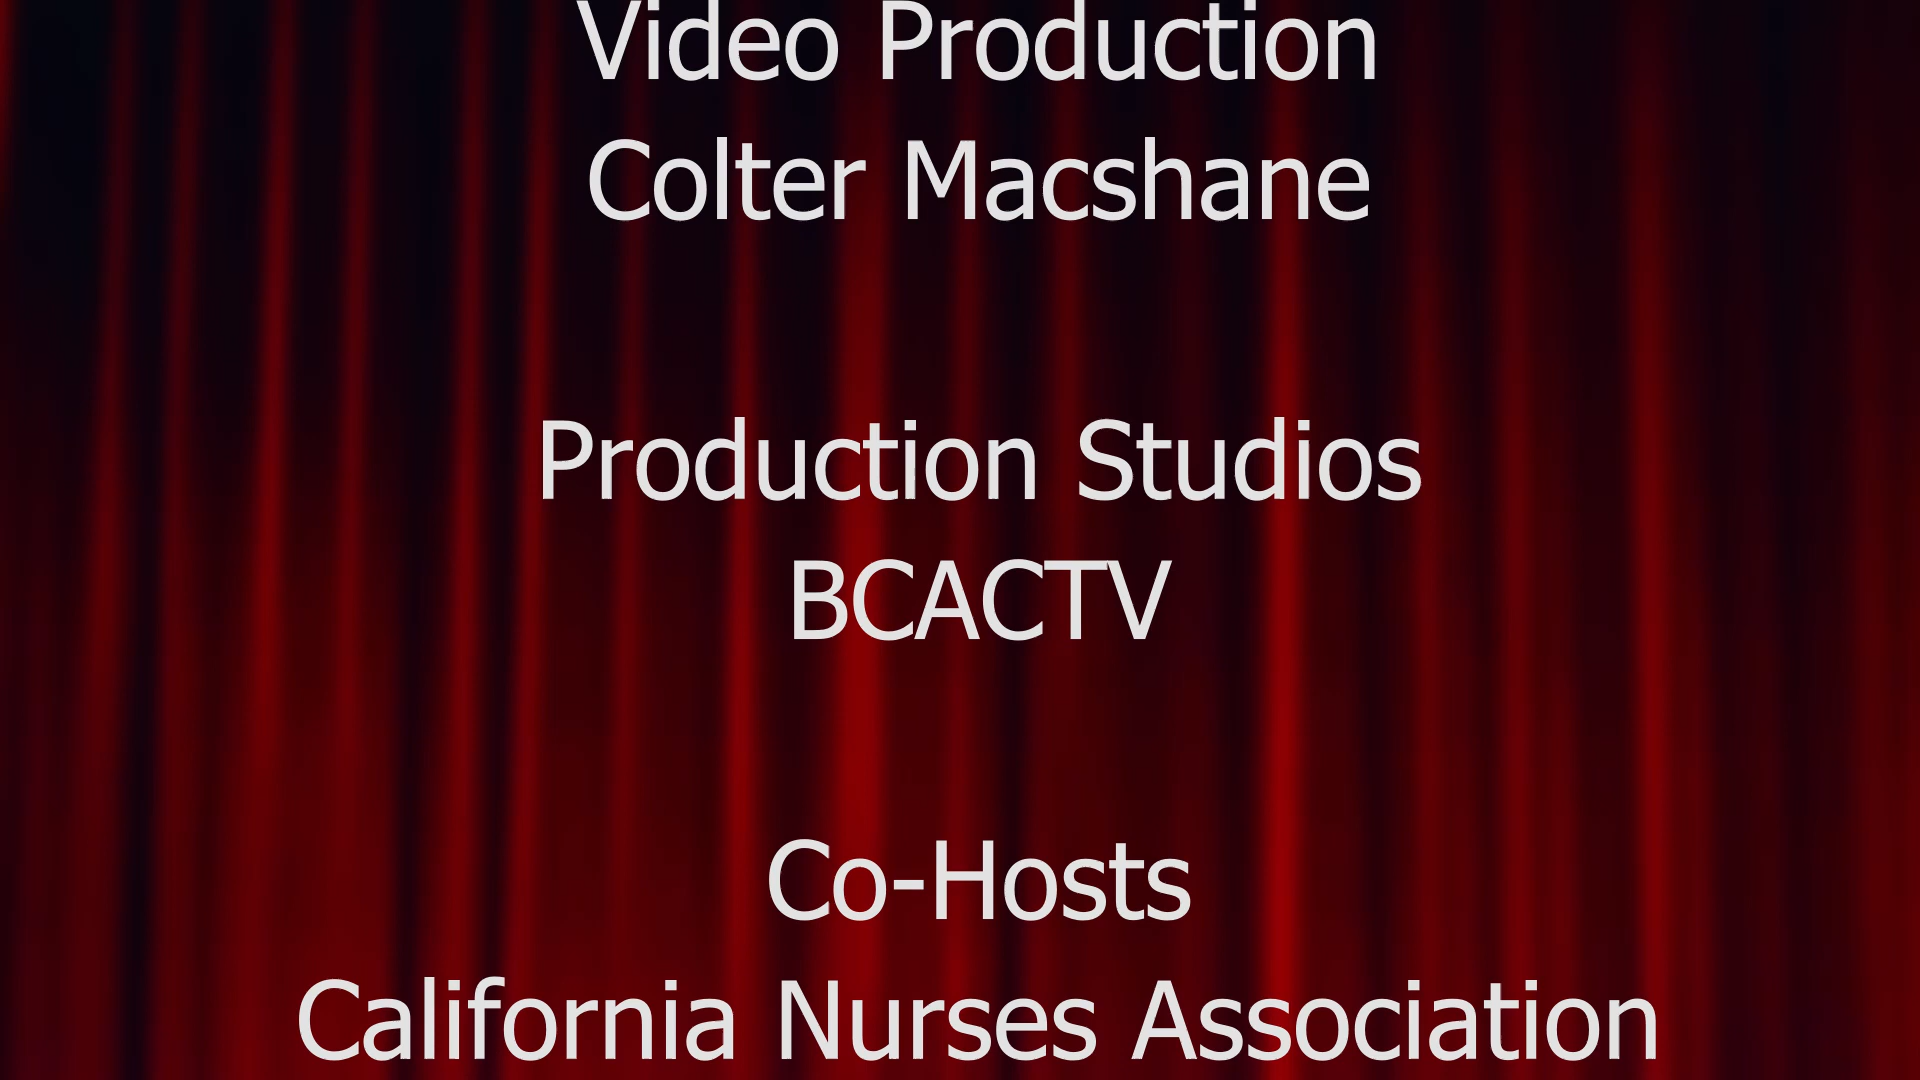 Video Production
Colter Macshane
Production Studios
BCACTV
Co-Hosts
California Nurses Association